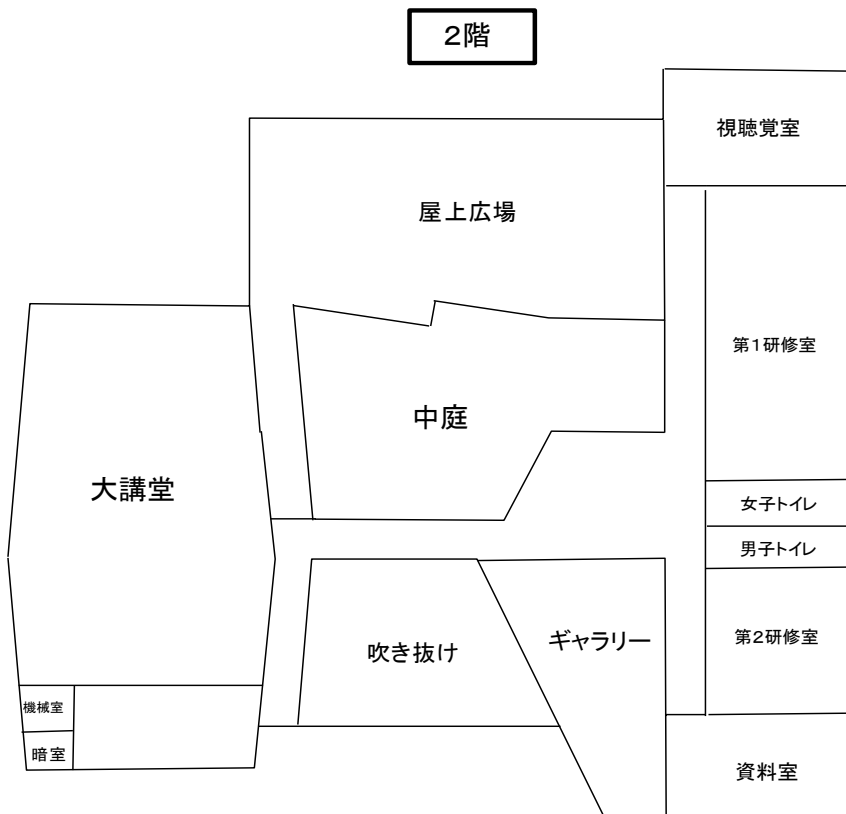 ２階
視聴覚室
屋上広場
第１研修室
中庭
大講堂
女子トイレ
男子トイレ
第２研修室
ギャラリー
吹き抜け
機械室
暗室
資料室